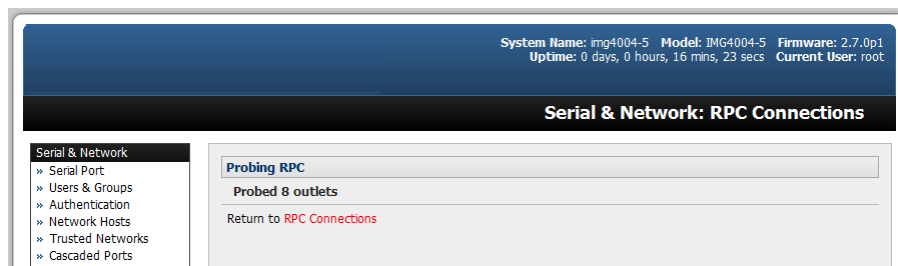 System Name: img4004-5 Model: IMG4004-5 Firmware: 2.7.0p1
Uptime: 0 days, 0 hours, 16 mins, 23 secs Current User: root
Serial & Network: RPC Connections
Serial & Network
» Serial Port
» Users & Groups
» Authentication
» Network Hosts
» Trusted Networks
» Cascaded Ports
Probing RPC
Probed 8 outlets
Return to RPC Connections